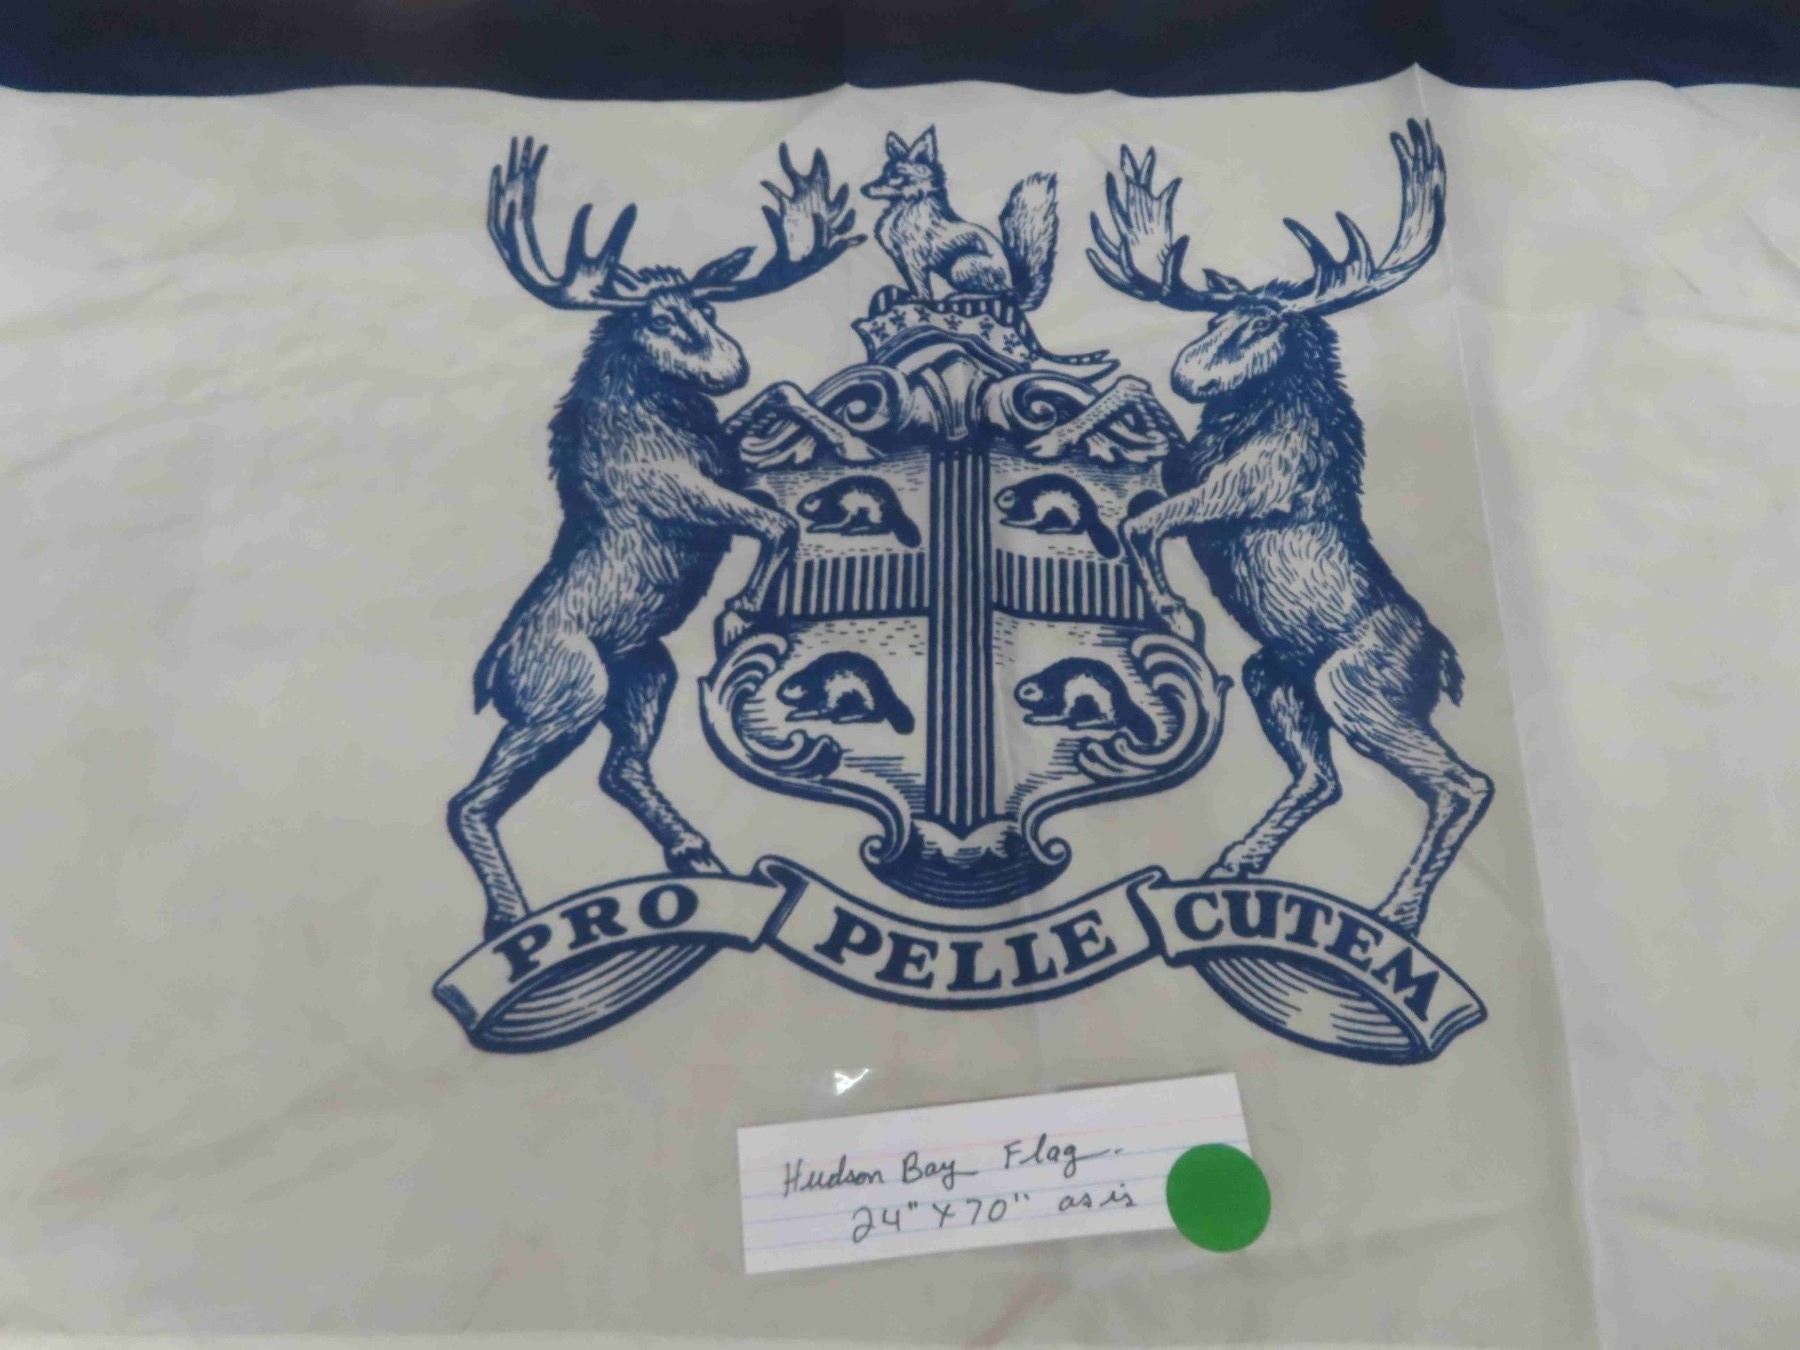 PRO PELLE CUTEM
Hudson Bay Flag.
24" x 70" as is